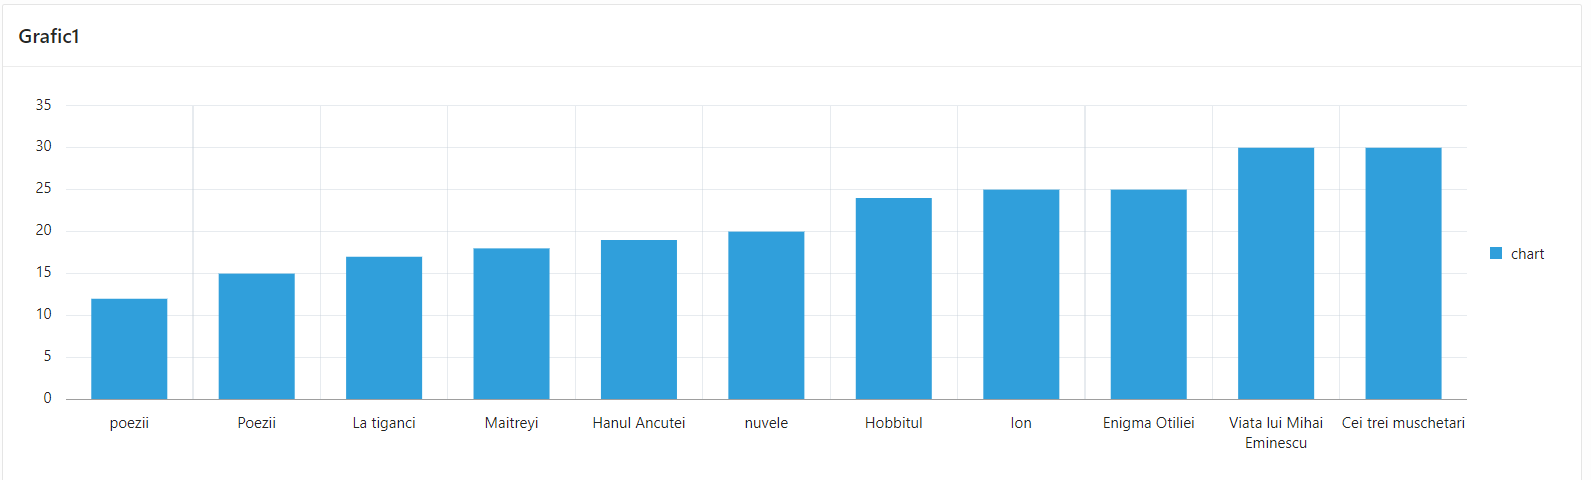 Grafic1
35
30
25
20
15
10
5
0
poezii
Poezii
La tiganci
Maitreyi
Hanul Ancutei
nuvele
Hobbitul
Ion
Enigma Otiliei
Viata lui Mihai
Eminescu
Cei trei muschetari
chart